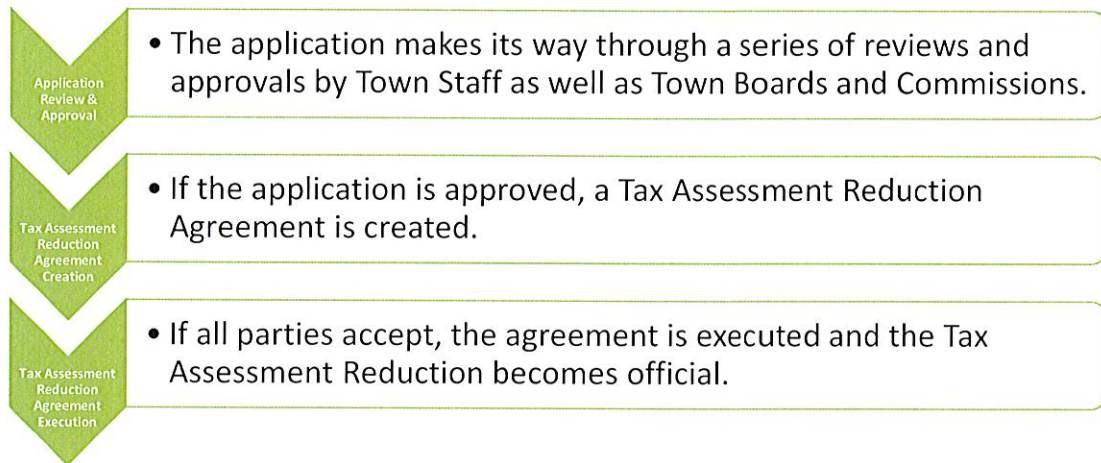 Application
Review &
Approval
• The application makes its way through a series of reviews and
approvals by Town Staff as well as Town Boards and Commissions.
Tax Assessment
Reduction
Agreement
Creation
• If the application is approved, a Tax Assessment Reduction
Agreement is created.
Tax Assessment
Reduction
Agreement
Execution
• If all parties accept, the agreement is executed and the Tax
Assessment Reduction becomes official.